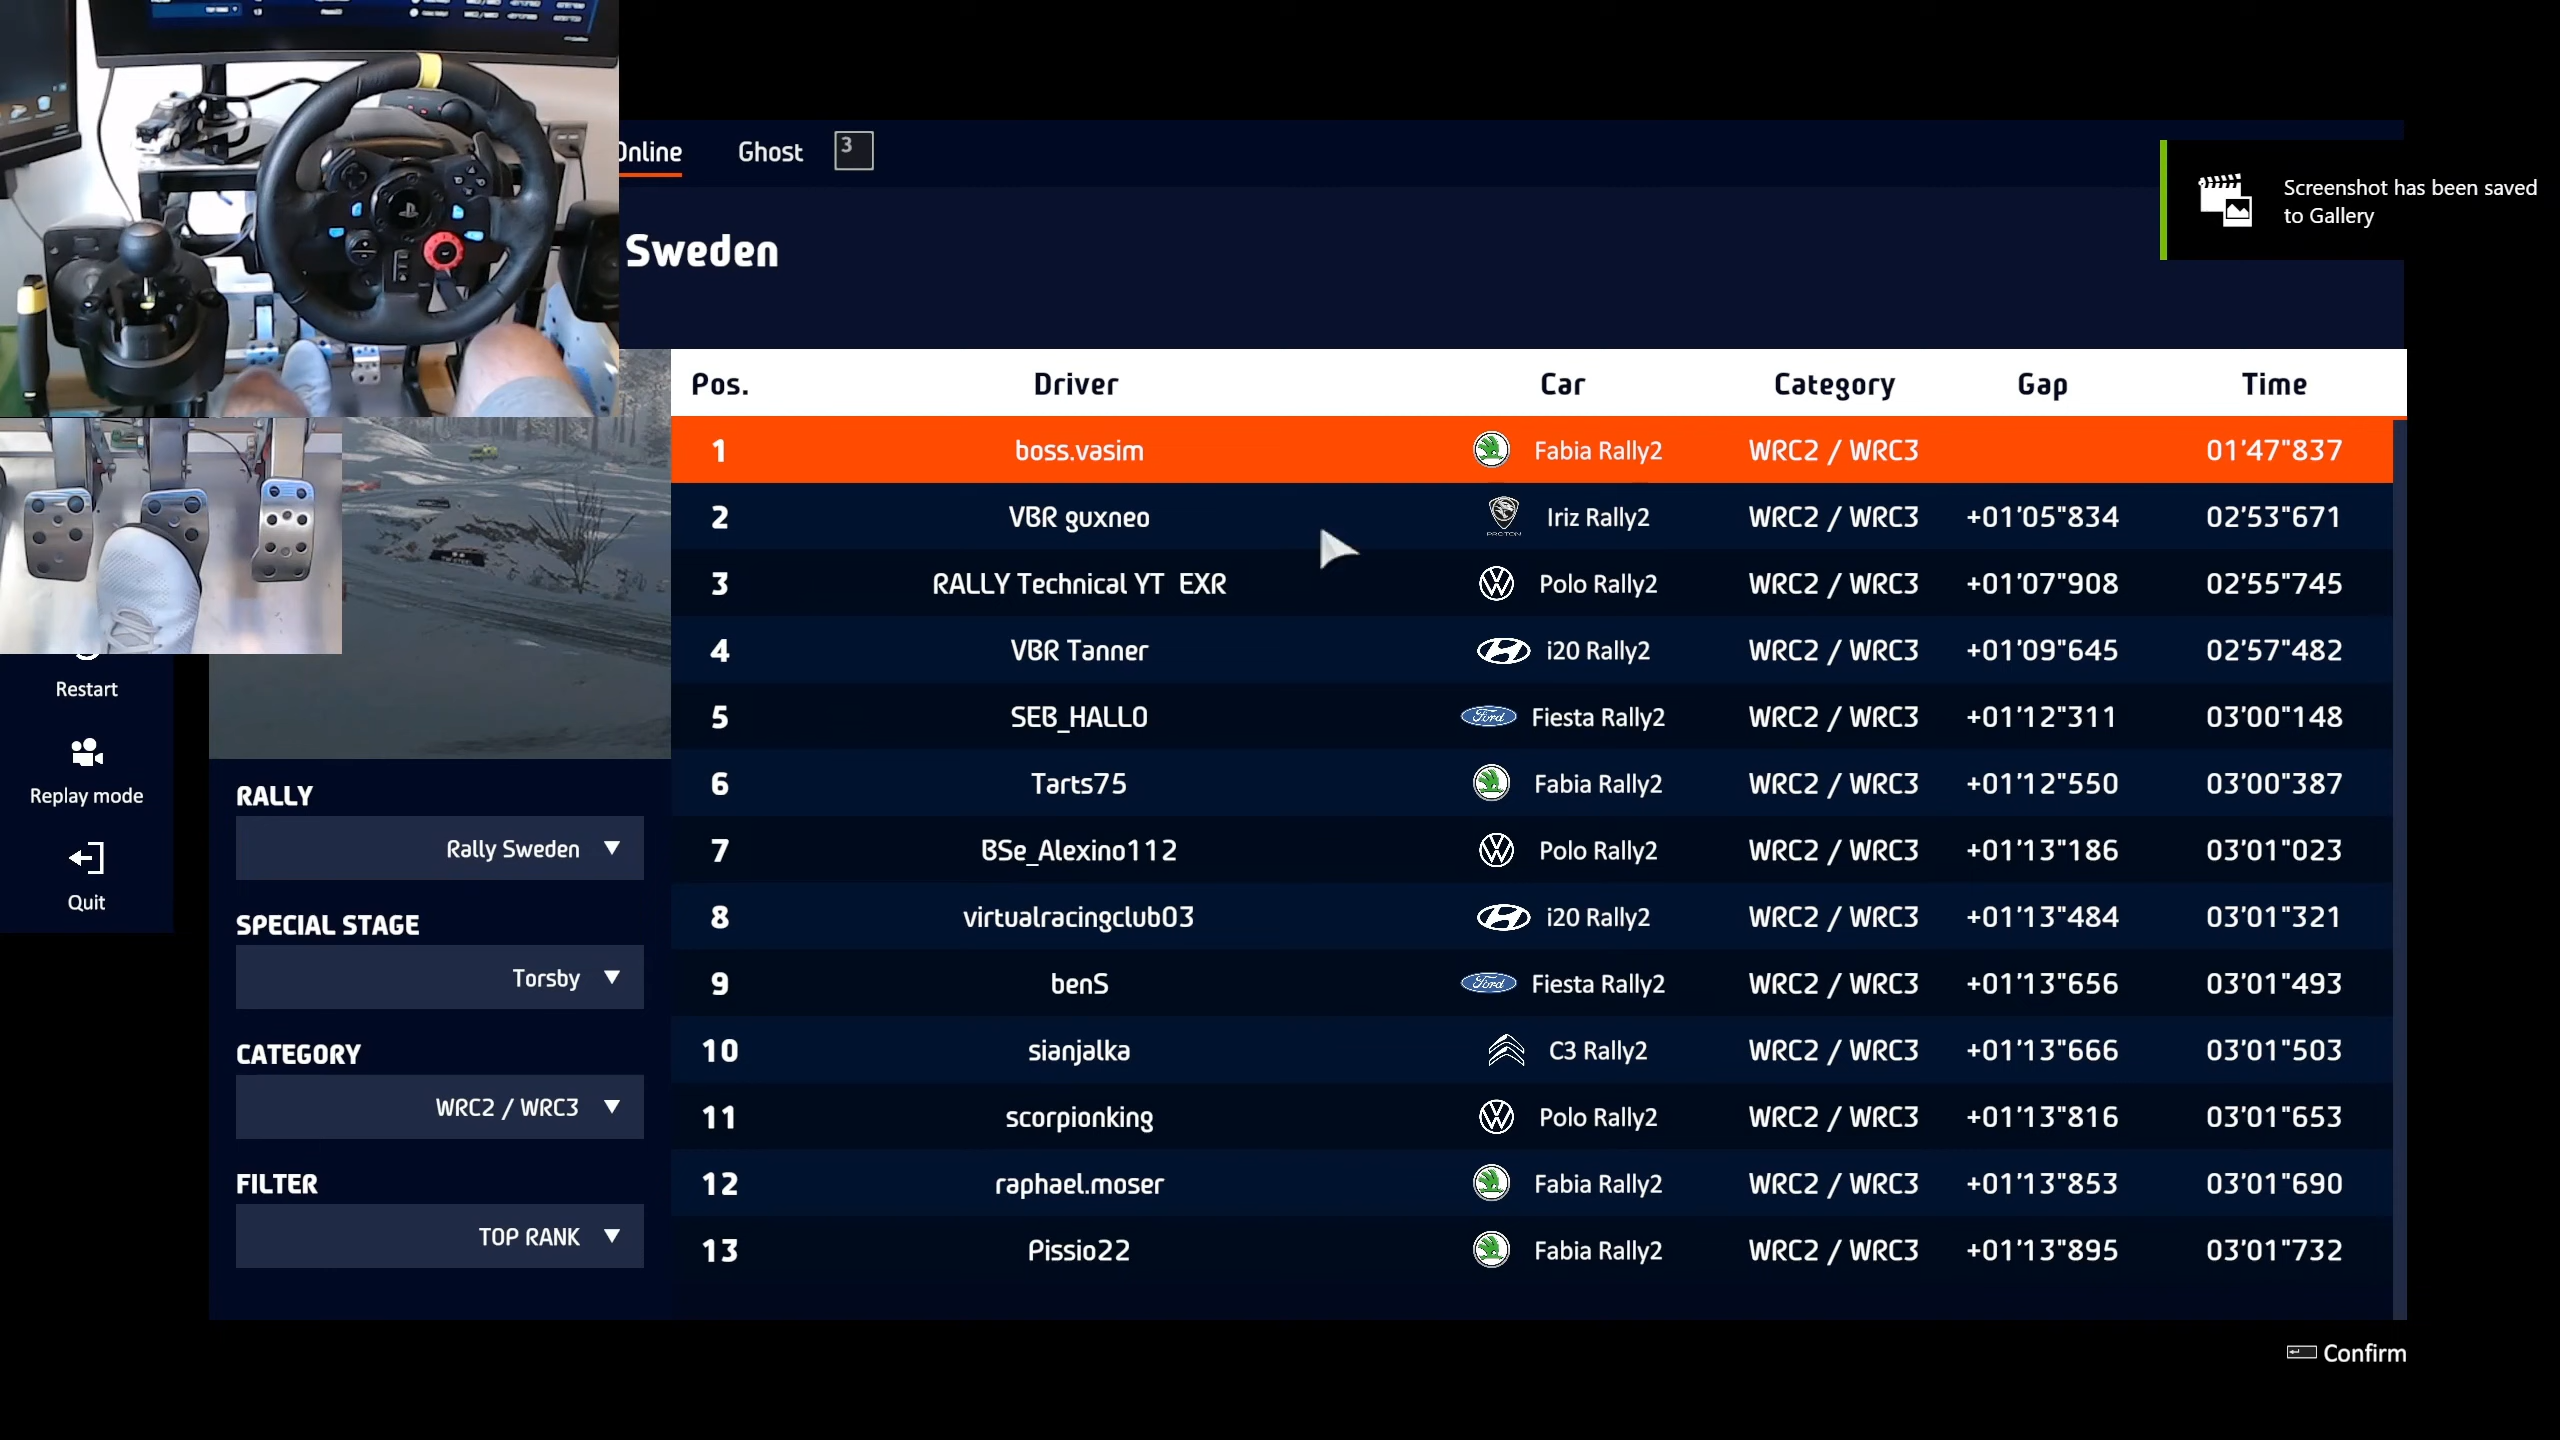 Online Ghost 3
Screenshot has been saved
to Gallery
Sweden
Pos. Driver Car Category Gap Time
1 boss.vasim Fabia Rally2 WRC2 / WRC3 01'47"837
2 VBR guxneo PROTON Iriz Rally2 WRC2 / WRC3 +01'05"834 02'53"671
3 RALLY Technical YT EXR Polo Rally2 WRC2 / WRC3 +01'07"908 02'55"745
4 VBR Tanner i20 Rally2 WRC2 / WRC3 +01'09"645 02'57"482
5 SEB_HALLO Ford Fiesta Rally2 WRC2 / WRC3 +01'12"311 03'00"148
6 Tarts75 Fabia Rally2 WRC2 / WRC3 +01'12"550 03'00"387
7 BSe_Alexino112 Polo Rally2 WRC2 / WRC3 +01'13"186 03'01"023
8 virtualracingclub03 i20 Rally2 WRC2 / WRC3 +01'13"484 03'01"321
9 benS Ford Fiesta Rally2 WRC2 / WRC3 +01'13"656 03'01"493
10 sianjalka C3 Rally2 WRC2 / WRC3 +01'13"666 03'01"503
11 scorpionking Polo Rally2 WRC2 / WRC3 +01'13"816 03'01"653
12 raphael.moser Fabia Rally2 WRC2 / WRC3 +01'13"853 03'01"690
13 Pissio22 Fabia Rally2 WRC2 / WRC3 +01'13"895 03'01"732
Restart
Replay mode
Quit
RALLY
Rally Sweden
SPECIAL STAGE
Torsby
CATEGORY
WRC2 / WRC3
FILTER
TOP RANK
Confirm